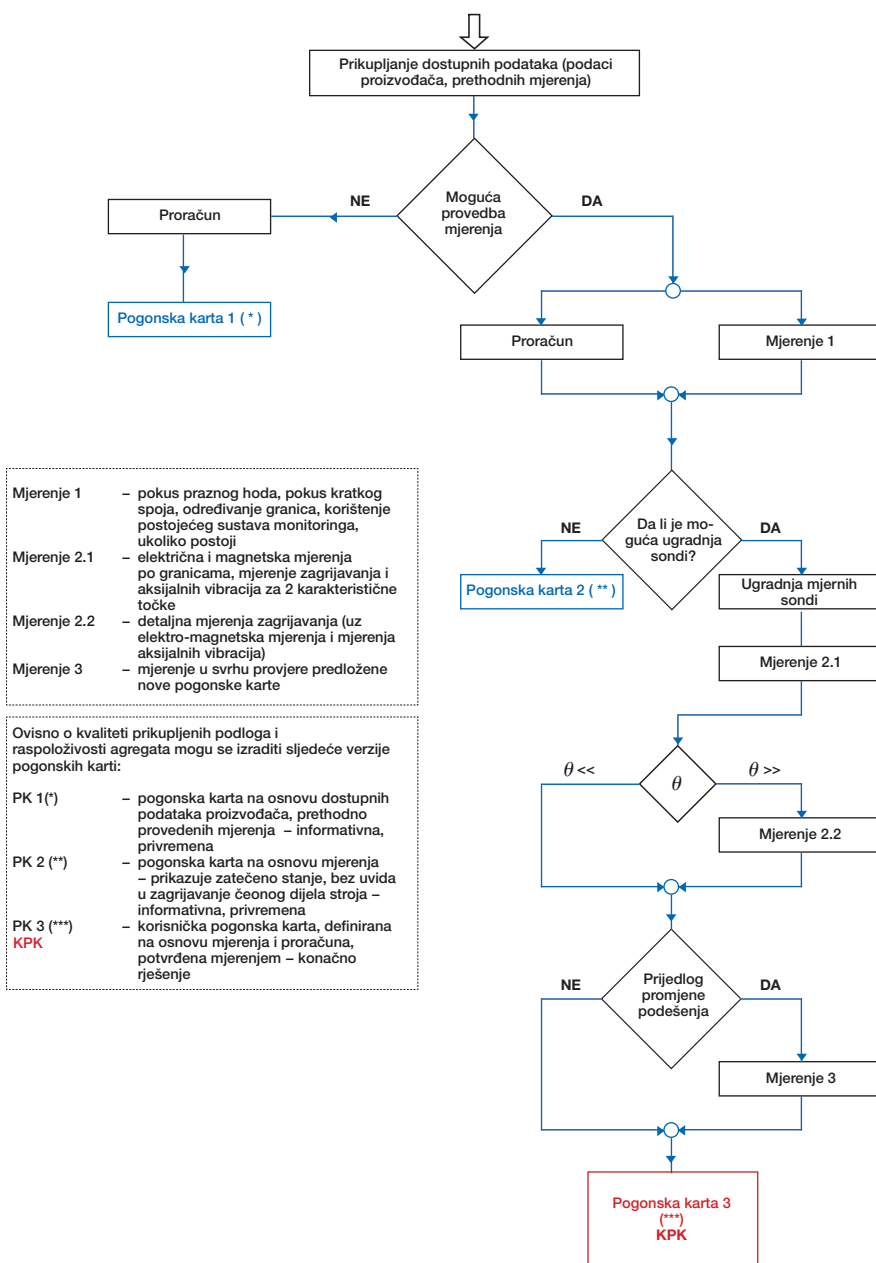 Prikupljanje dostupnih podataka (podaci
proizvođača, prethodnih mjerenja)
Moguća
provedba
mjerenja
NE
DA
Proračun
Pogonska karta 1 ( * )
Proračun
Mjerenje 1
Da li je mo-
guća ugradnja
sondi?
NE
DA
Pogonska karta 2 ( ** )
Ugradnja mjernih
sondi
Mjerenje 2.1
θ <<
θ
θ >>
Mjerenje 2.2
Prijedlog
promjene
podešenja
NE
DA
Mjerenje 3
Pogonska karta 3
(***)
KPK
Mjerenje 1 – pokus praznog hoda, pokus kratkog
spoja, određivanje granica, korištenje
postojećeg sustava monitoringa,
ukoliko postoji
Mjerenje 2.1 – električna i magnetska mjerenja
po granicama, mjerenje zagrijavanja i
aksijalnih vibracija za 2 karakteristične
točke
Mjerenje 2.2 – detaljna mjerenja zagrijavanja (uz
elektro-magnetska mjerenja i mjerenja
aksijalnih vibracija)
Mjerenje 3 – mjerenje u svrhu provjere predložene
nove pogonske karte
Ovisno o kvaliteti prikupljenih podloga i
raspoloživosti agregata mogu se izraditi sljedeće verzije
pogonskih karti:
PK 1(*) – pogonska karta na osnovu dostupnih
podataka proizvođača, prethodno
provedenih mjerenja – informativna,
privremena
PK 2 (**) – pogonska karta na osnovu mjerenja
– prikazuje zatečeno stanje, bez uvida
u zagrijavanje čeonog dijela stroja –
informativna, privremena
PK 3 (***) – korisnička pogonska karta, definirana
KPK na osnovu mjerenja i proračuna,
potvrđena mjerenjem – konačno
rješenje